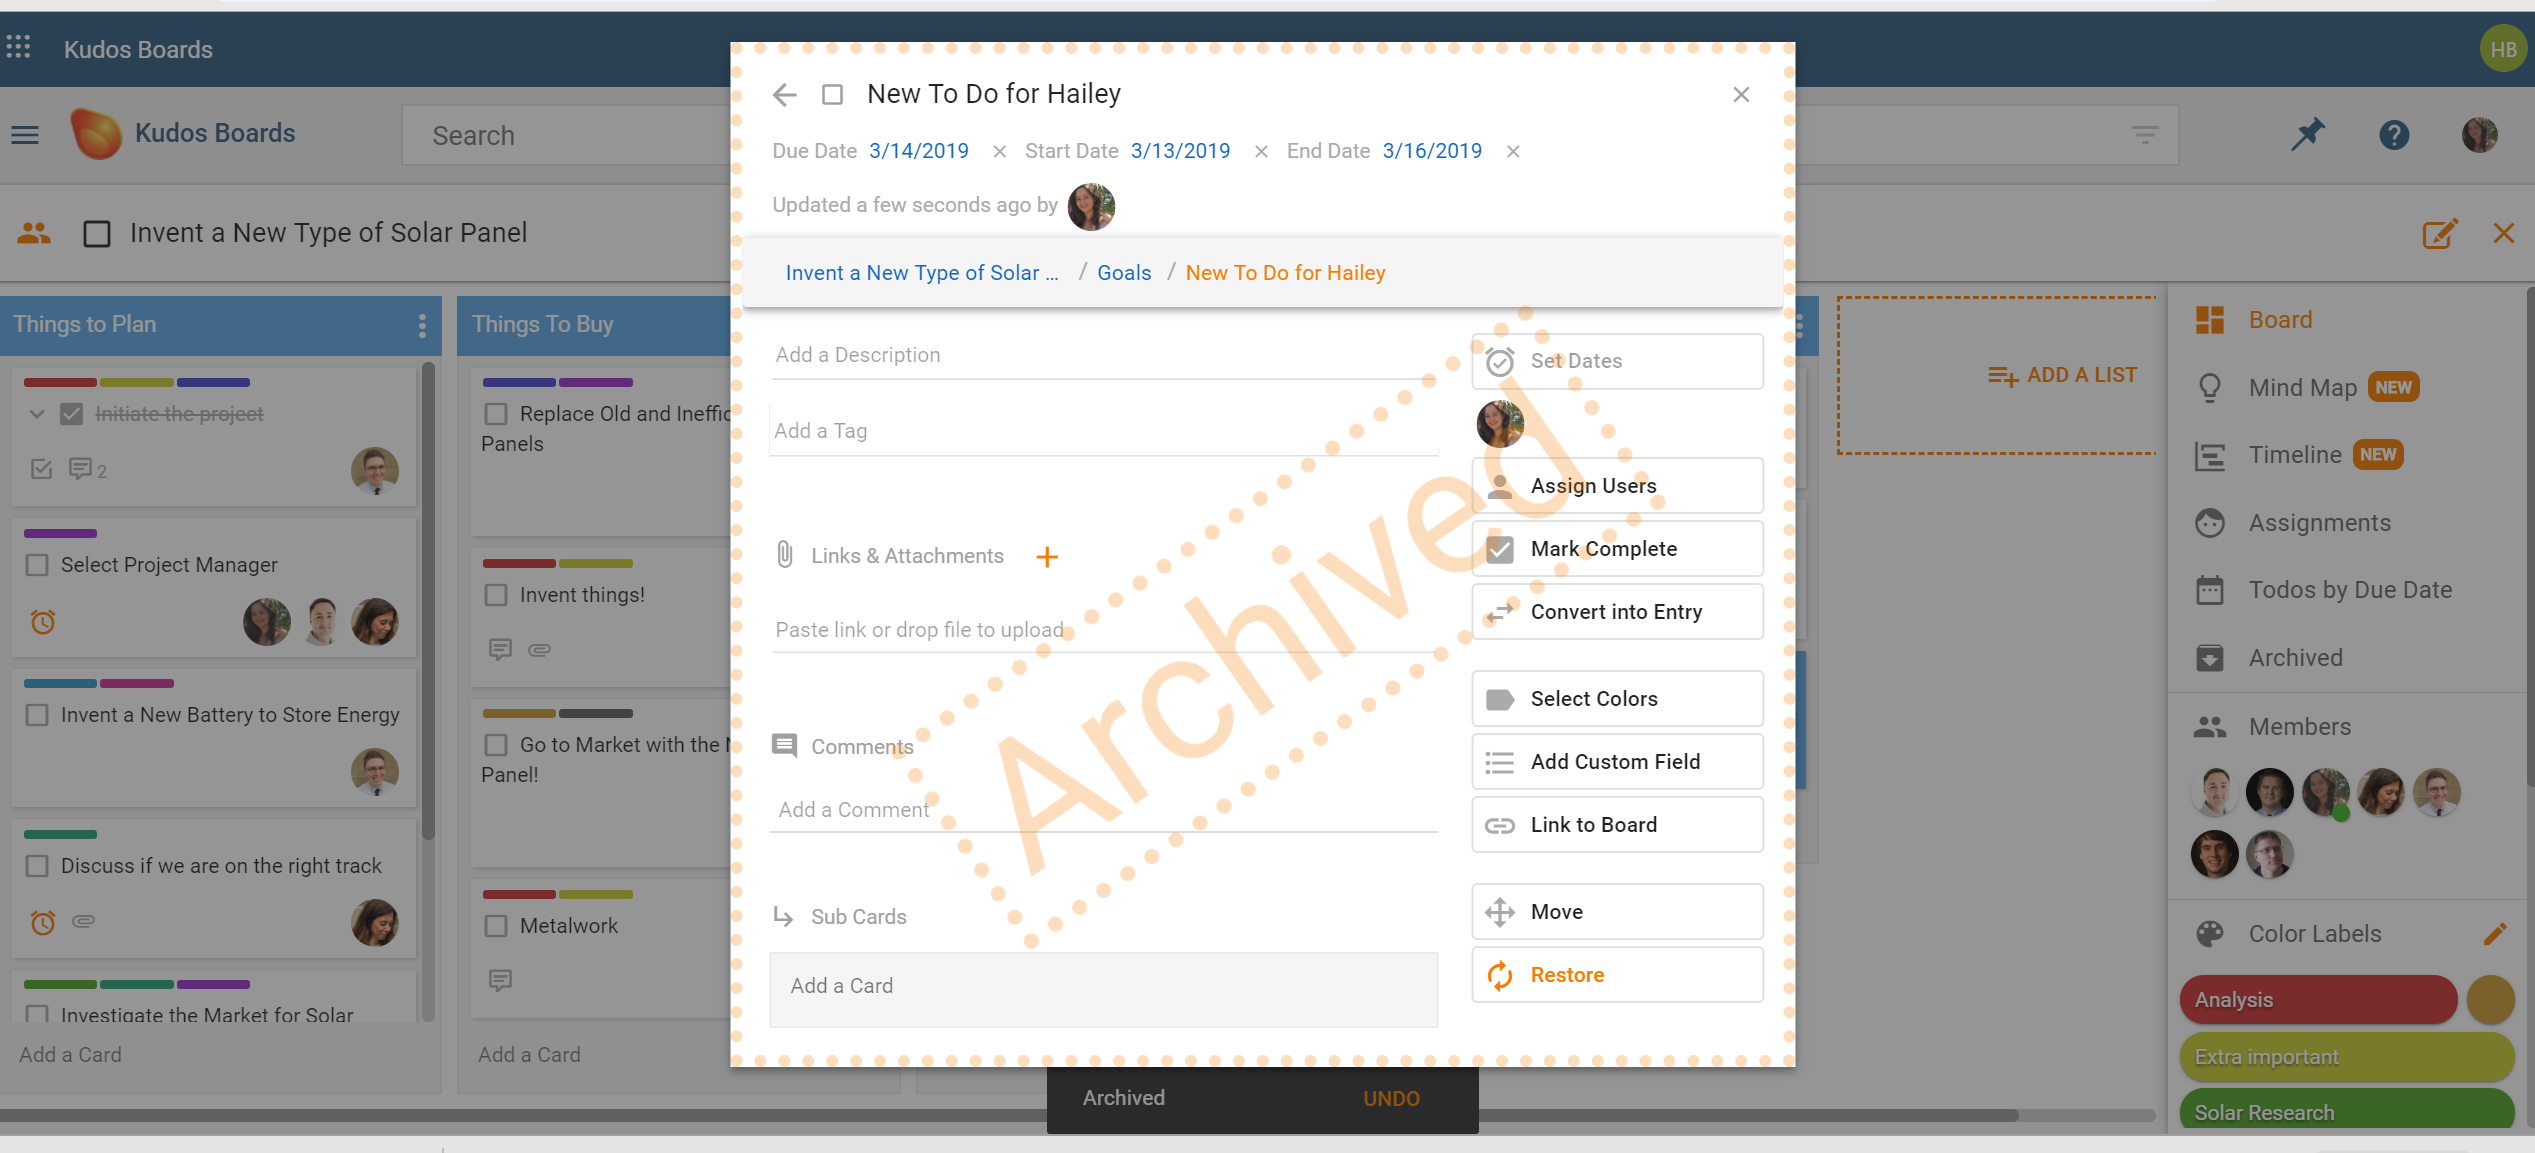 Kudos Boards
HB
Kudos Boards
Search
Invent a New Type of Solar Panel
Things to Plan
Initiate the project
2
Select Project Manager
Invent a New Battery to Store Energy
Discuss if we are on the right track
Investigate the Market for Solar
Add a Card
Things To Buy
Replace Old and Ineffic
Panels
Invent things!
Go to Market with the
Panel!
Metalwork
Add a Card
New To Do for Hailey
Due Date 3/14/2019 Start Date 3/13/2019 End Date 3/16/2019
Updated a few seconds ago by
Invent a New Type of Solar ... / Goals / New To Do for Hailey
Add a Description
Add a Tag
Links & Attachments
Paste link or drop file to upload
Comments
Add a Comment
Sub Cards
Add a Card
Archived
Set Dates
Assign Users
Mark Complete
Convert into Entry
Select Colors
Add Custom Field
Link to Board
Move
Restore
Archived UNDO
ADD A LIST
Board
Mind Map NEW
Timeline NEW
Assignments
Todos by Due Date
Archived
Members
Color Labels
Analysis
Extra important
Solar Research